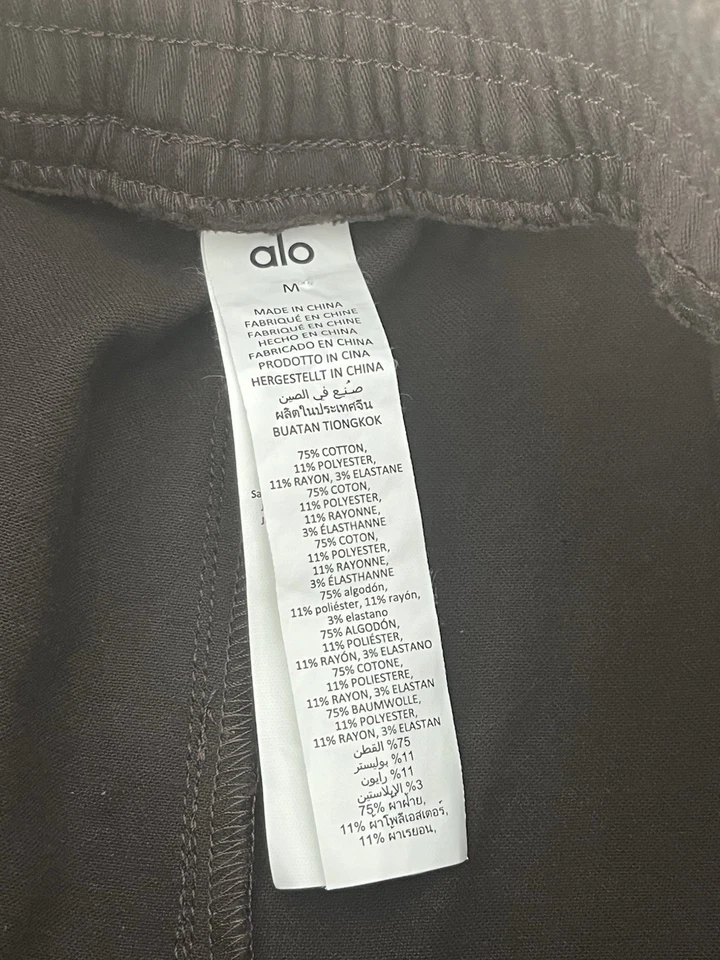 alo
M
MADE IN CHINA
FABRIQUÉ EN CHINE
FABRIQUÉ EN CHINE
HECHO EN CHINA
FABRICADO EN CHINA
PRODOTTO IN CINA
HERGESTELLT IN CHINA
صُنِع في الصين
ผลิตในประเทศจีน
BUATAN TIONGKOK
75% COTTON,
11% POLYESTER,
11% RAYON, 3% ELASTANE
75% COTON,
11% POLYESTER,
11% RAYONNE,
3% ÉLASTHANNE
75% COTON,
11% POLYESTER,
11% RAYONNE,
3% ÉLASTHANNE
75% algodón,
11% poliéster, 11% rayón,
3% elastano
75% ALGODÓN,
11% POLIÉSTER,
11% RAYÓN, 3% ELASTANO
75% COTONE,
11% POLIESTERE,
11% RAYON, 3% ELASTAN
75% BAUMWOLLE,
11% POLYESTER,
11% RAYON, 3% ELASTAN
75% القطن
11% بوليستر
11% رايون
3% الإيلاستين
75% ผ้าฝ้าย,
11% ผ้าโพลีเอสเตอร์,
11% ผ้าเรยอน,